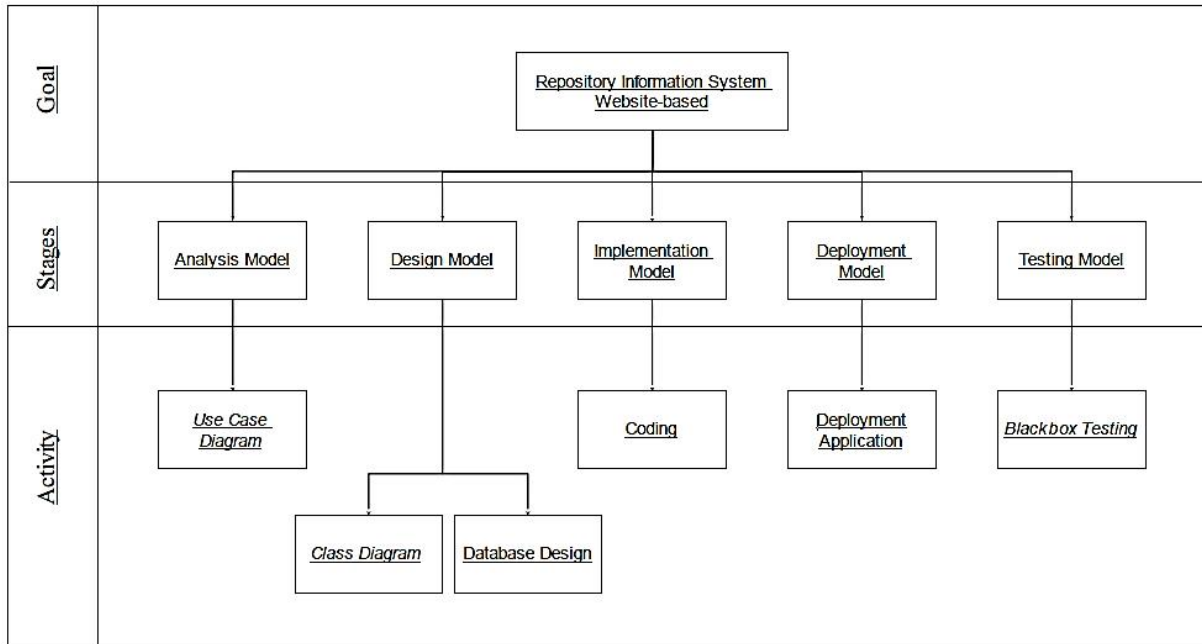 Goal
Repository Information System
Website-based
Stages
Analysis Model
Design Model
Implementation
Model
Deployment
Model
Testing Model
Activity
Use Case
Diagram
Coding
Deployment
Application
Blackbox Testing
Class Diagram
Database Design